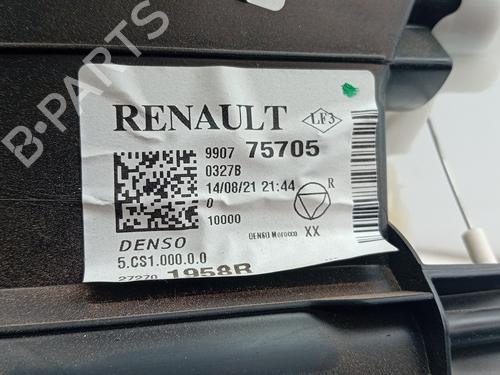 B-PARTS
RENAULT
LF3
9907 75705
0327B
14/08/21 21:44
R
0
10000
DENSO Morocco XX
DENSO
5.CS1.000.0.0
27270 1958R